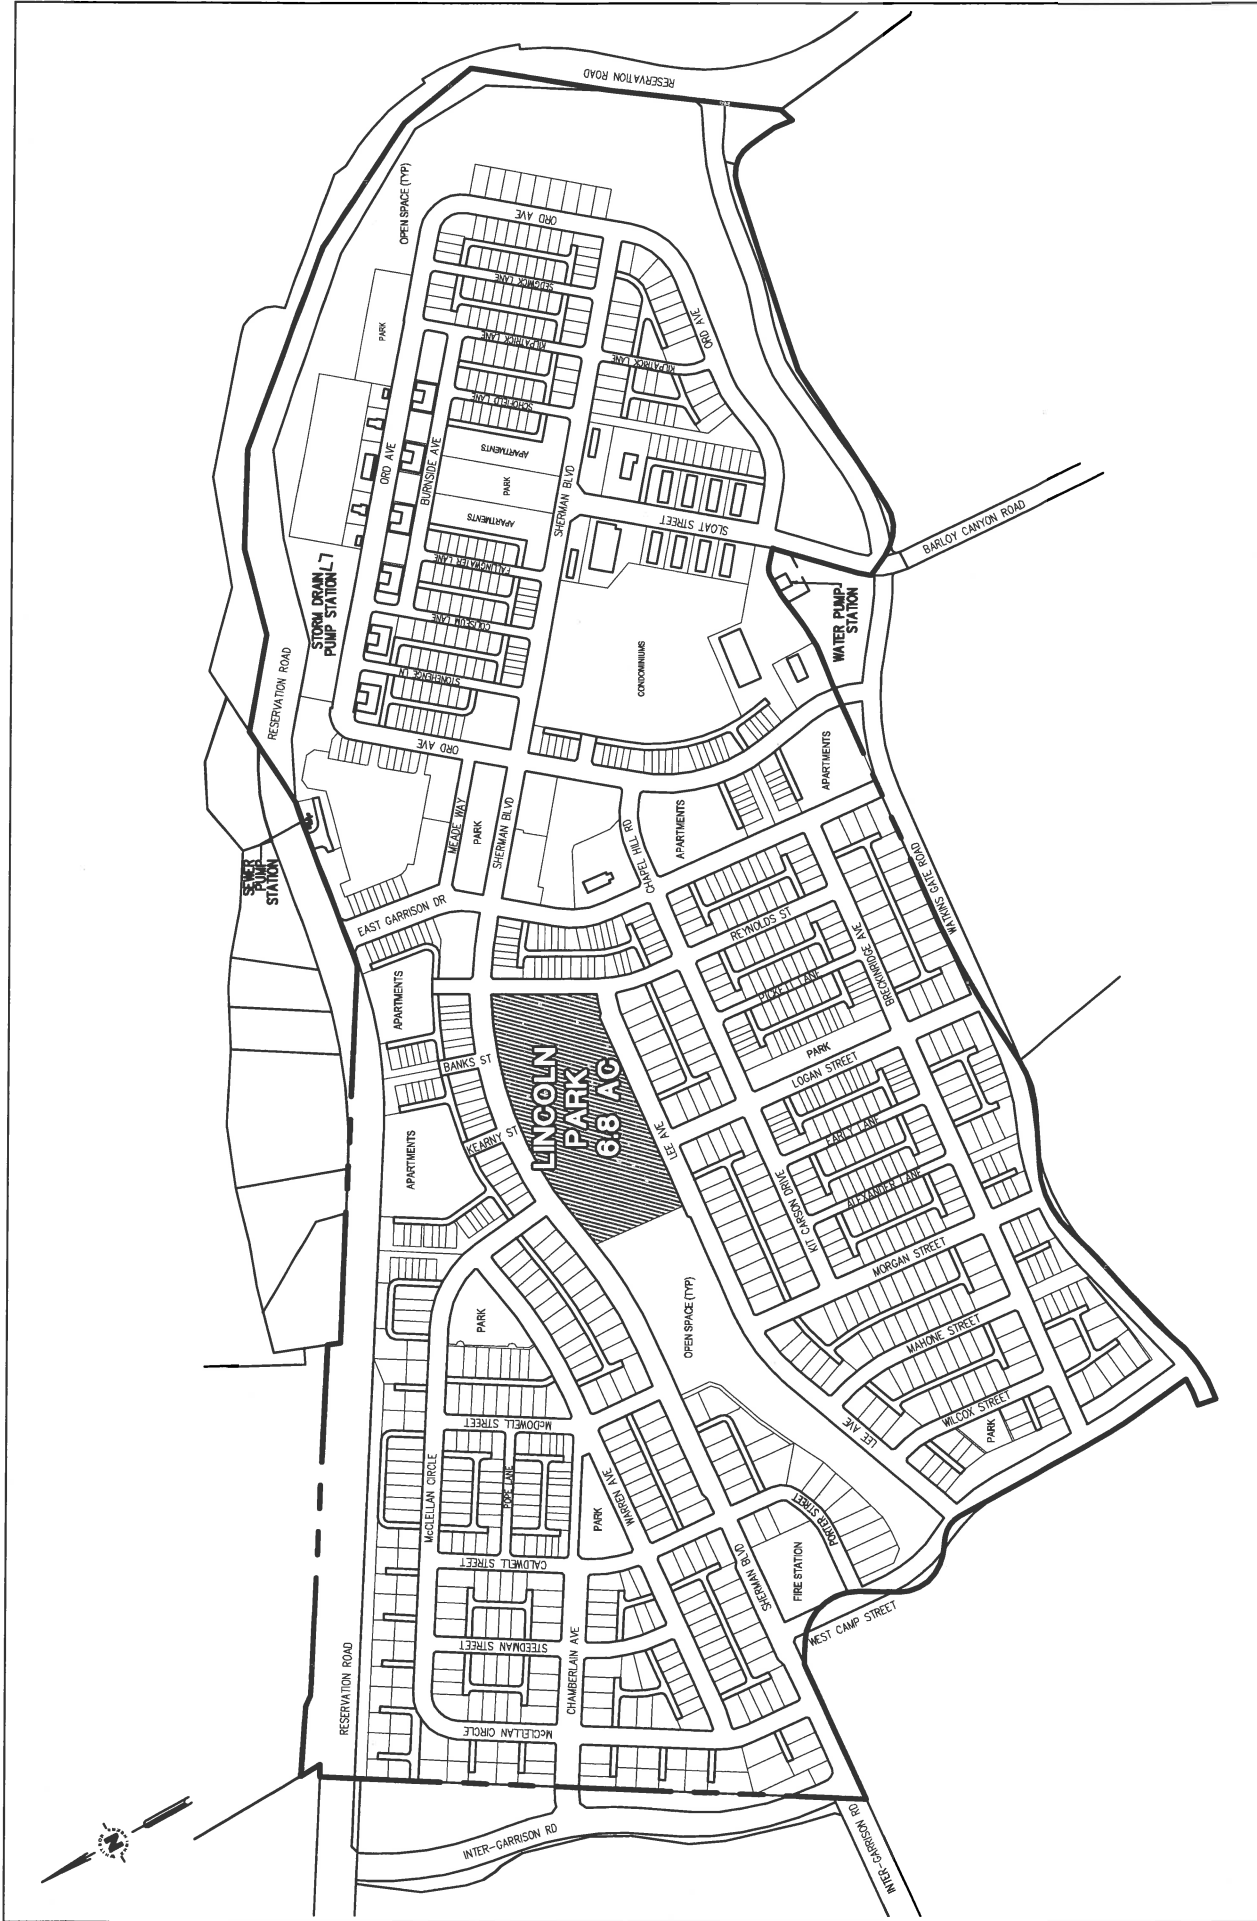 RESERVATION ROAD
OPEN SPACE (TYP)
ORD AVE
SEDGWICK LANE
PARK
KILPATRICK LANE
ORD AVE
KILPATRICK LANE
SCHOFIELD LANE
ORD AVE
BURNSIDE AVE
APARTMENTS
PARK
SHERMAN BLVD
APARTMENTS
SLOAT STREET
BARLOY CANYON ROAD
FALLINGWATER LANE
STORM DRAIN
PUMP STATION
COLISEUM LANE
WATER PUMP
STATION
RESERVATION ROAD
STONEHENGE LN
CONDOMINIUMS
ORD AVE
APARTMENTS
MEADE WAY
PARK
SHERMAN BLVD
CHAPEL HILL RD
APARTMENTS
SEWER
PUMP
STATION
EAST GARRISON DR
REYNOLDS ST
WATKINS GATE ROAD
BRECKINRIDGE AVE
APARTMENTS
PICKETT LANE
BANKS ST
LINCOLN
PARK
6.8 AC
PARK
LOGAN STREET
KEARNY ST
LEE AVE
EARLY LANE
APARTMENTS
KIT CARSON DRIVE
ALEXANDER LANE
MORGAN STREET
PARK
OPEN SPACE (TYP)
MAHONE STREET
McDOWELL STREET
LEE AVE
WILCOX STREET
PARK
McCLELLAN CIRCLE
POPE LANE
WARREN AVE
PARK
PORTER STREET
CALDWELL STREET
SHERMAN BLVD
FIRE STATION
WEST CAMP STREET
STEEDMAN STREET
CHAMBERLAIN AVE
RESERVATION ROAD
McCLELLAN CIRCLE
N
INTER-GARRISON RD
INTER-GARRISON RD